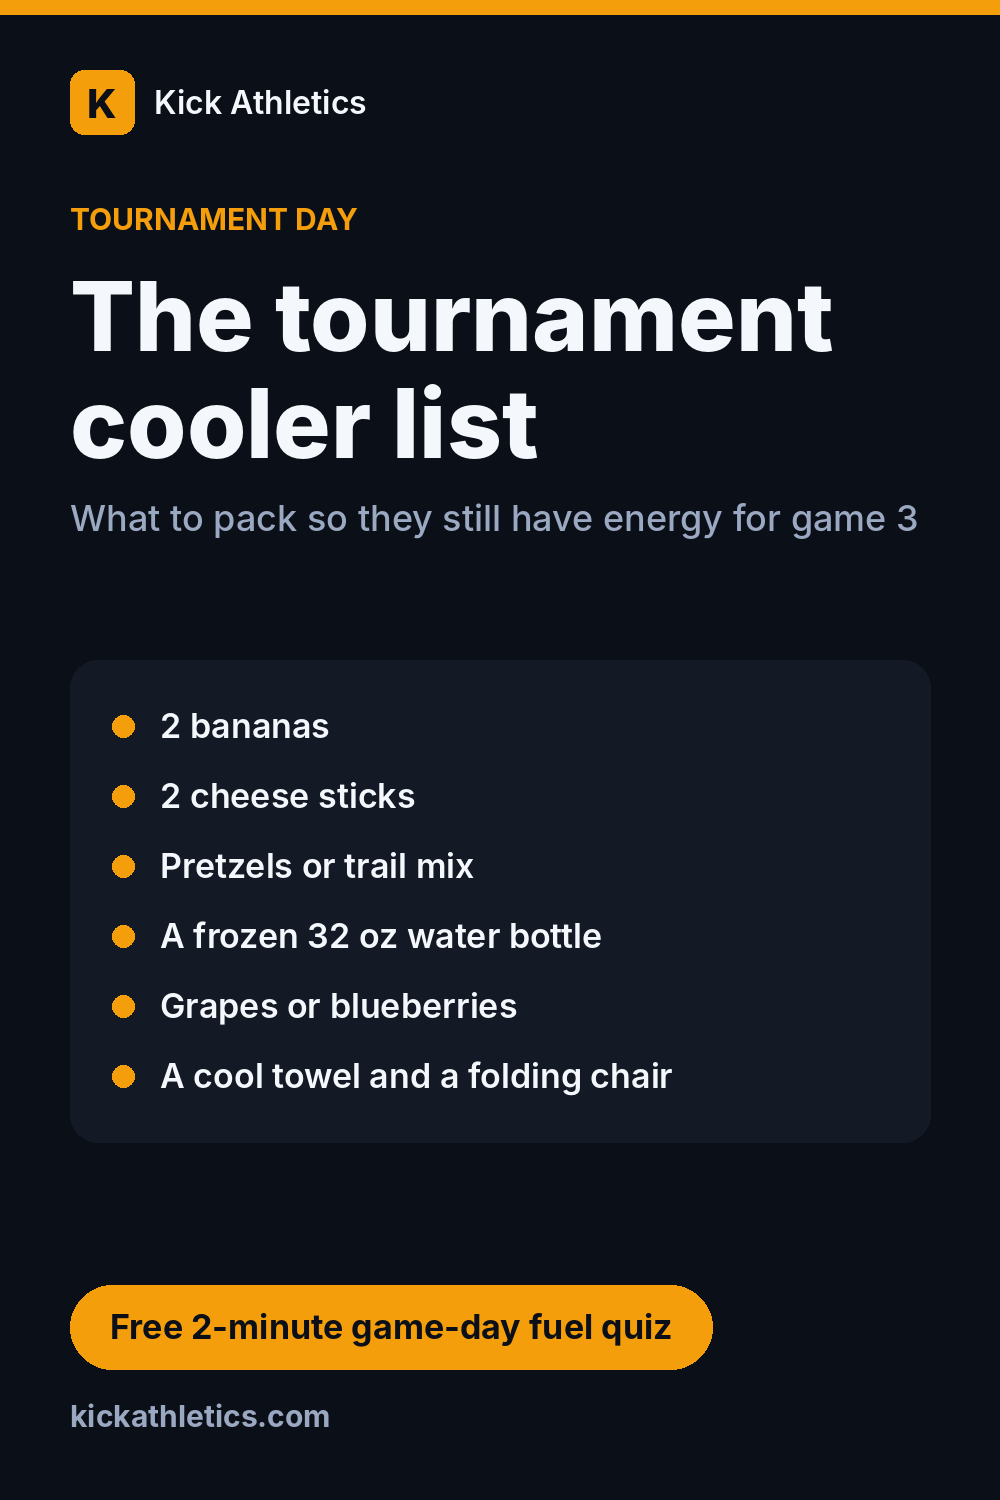 K
Kick Athletics
TOURNAMENT DAY
The tournament
cooler list
What to pack so they still have energy for game 3
2 bananas
2 cheese sticks
Pretzels or trail mix
A frozen 32 oz water bottle
Grapes or blueberries
A cool towel and a folding chair
Free 2-minute game-day fuel quiz
kickathletics.com